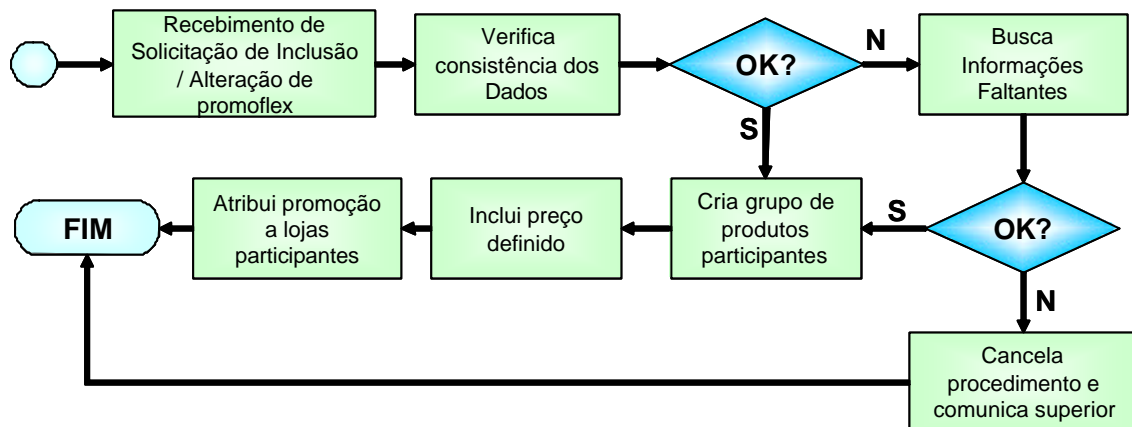 Recebimento de
Solicitação de Inclusão
/ Alteração de
promoflex
Verifica
consistência dos
Dados
OK?
N
Busca
Informações
Faltantes
S
FIM
Atribui promoção
a lojas
participantes
Inclui preço
definido
Cria grupo de
produtos
participantes
S
OK?
N
Cancela
procedimento e
comunica superior